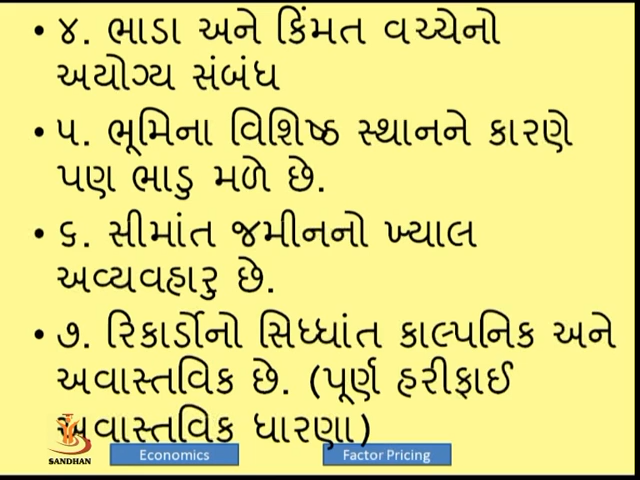 • ૪. ભાડા અને કિંમત વચ્ચેનો
અયોગ્ય સંબંધ
• ૫. ભૂમિના વિશિષ્ઠ સ્થાનને કારણે
પણ ભાડુ મળે છે.
• ૬. સીમાંત જમીનનો ખ્યાલ
અવ્યવહારુ છે.
• ૭. રિકાર્ડોનો સિધ્ધાંત કાલ્પનિક અને
અવાસ્તવિક છે. (પૂર્ણ હરીફાઈ
અવાસ્તવિક ધારણા)
SANDHAN
Economics
Factor Pricing